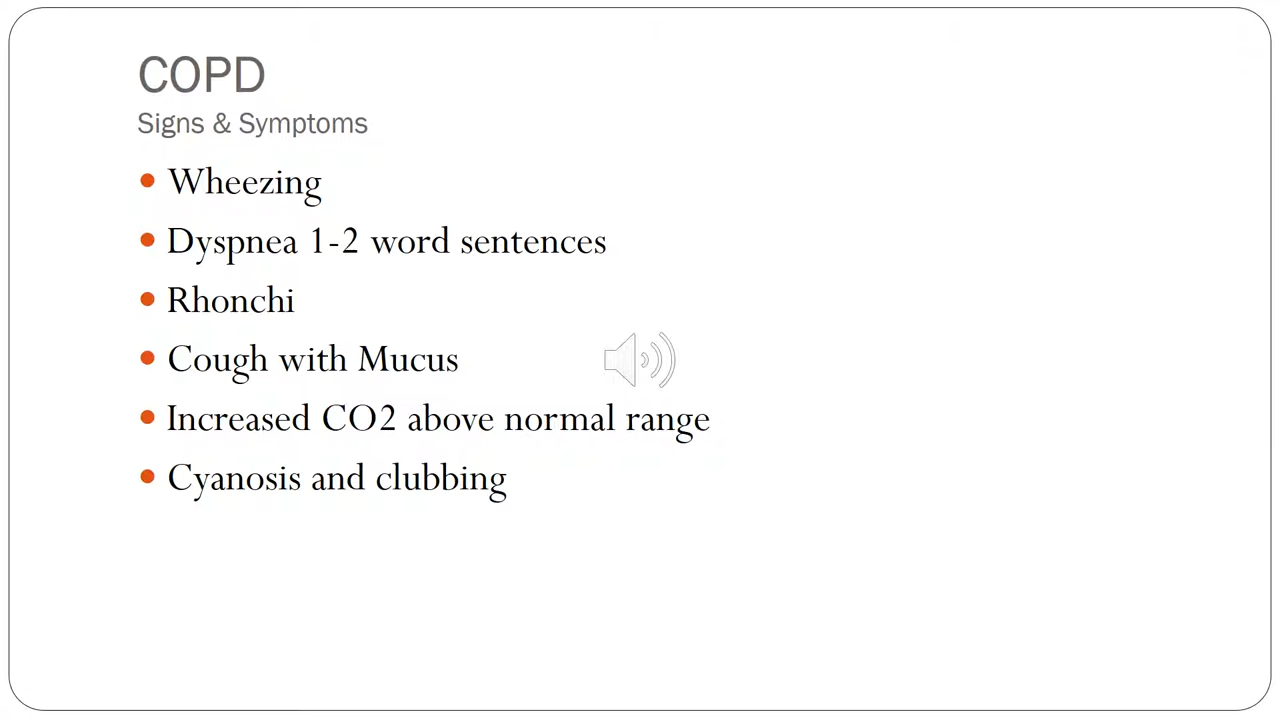 COPD
Signs & Symptoms
Wheezing
Dyspnea 1-2 word sentences
Rhonchi
Cough with Mucus
Increased CO2 above normal range
Cyanosis and clubbing